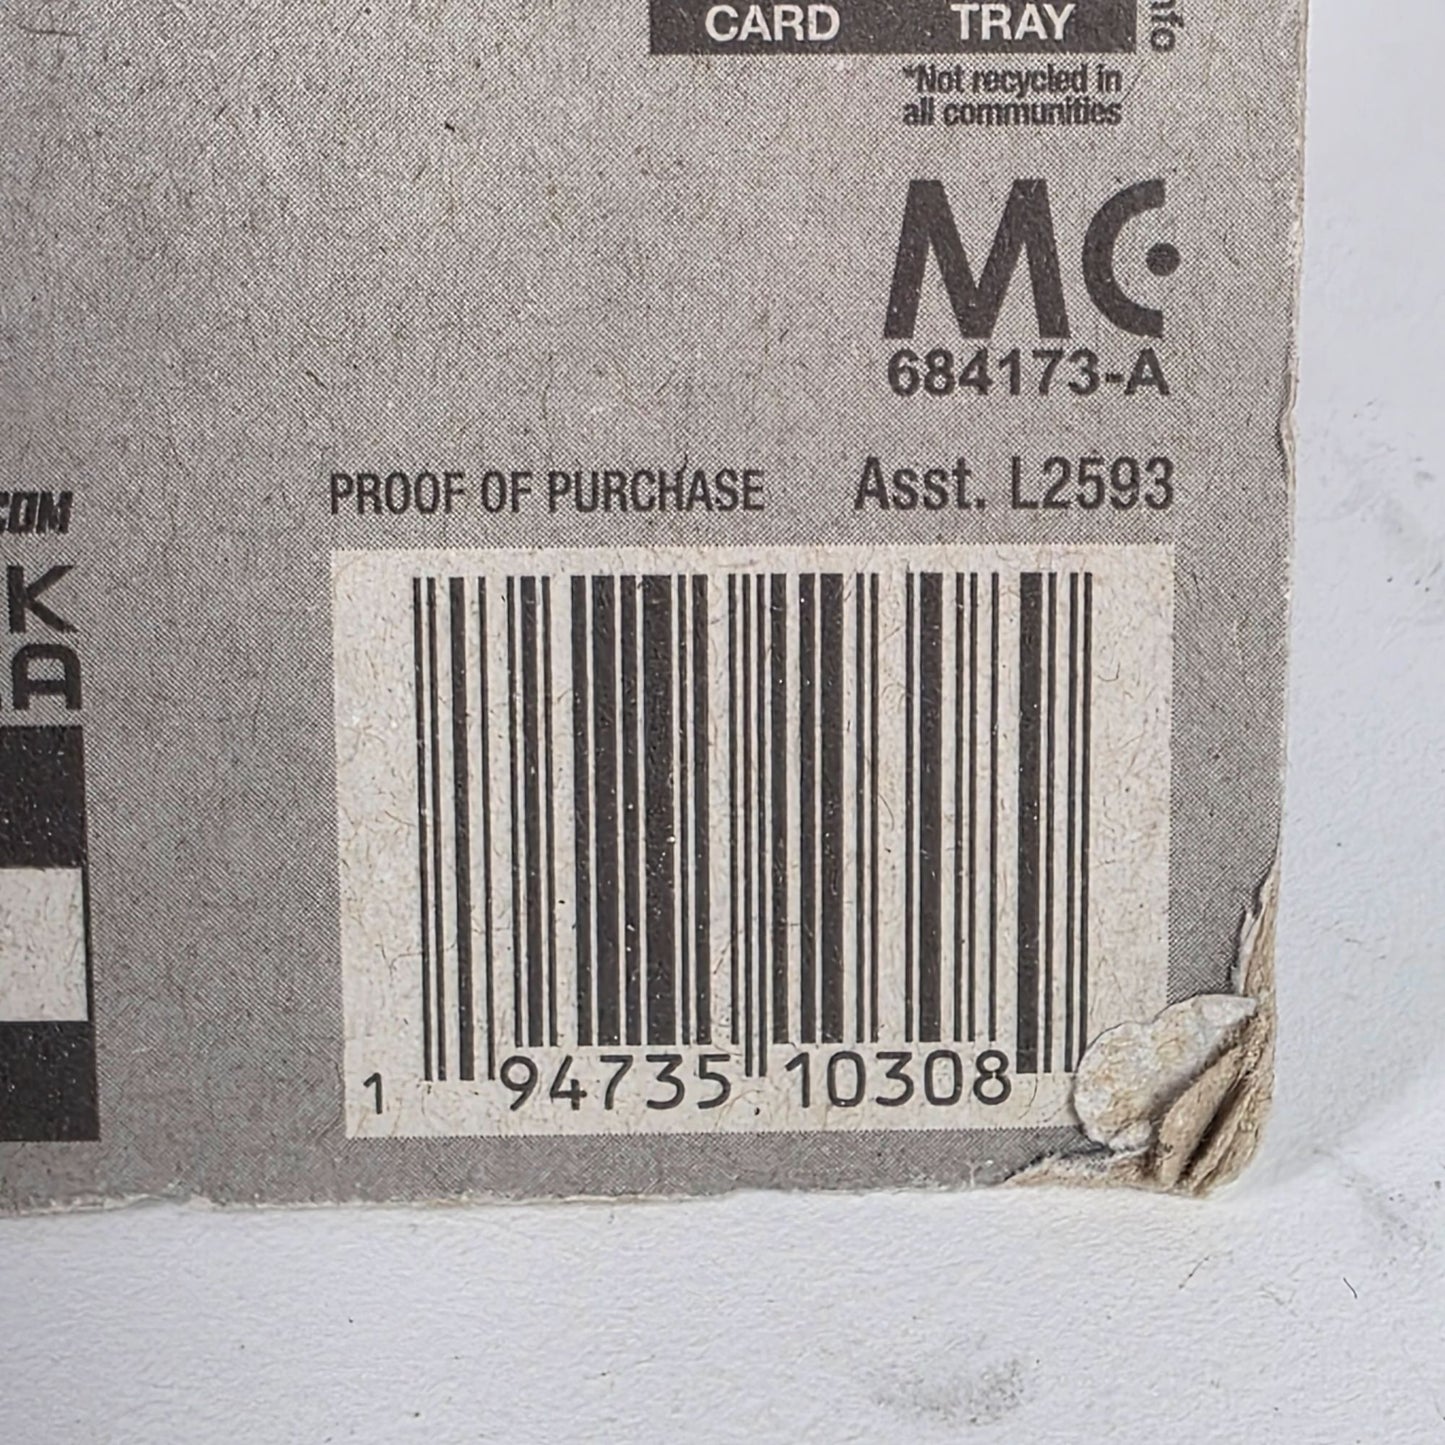 CARD TRAY
*Not recycled in
all communities
MC
684173-A
PROOF OF PURCHASE Asst. L2593
1 94735 10308